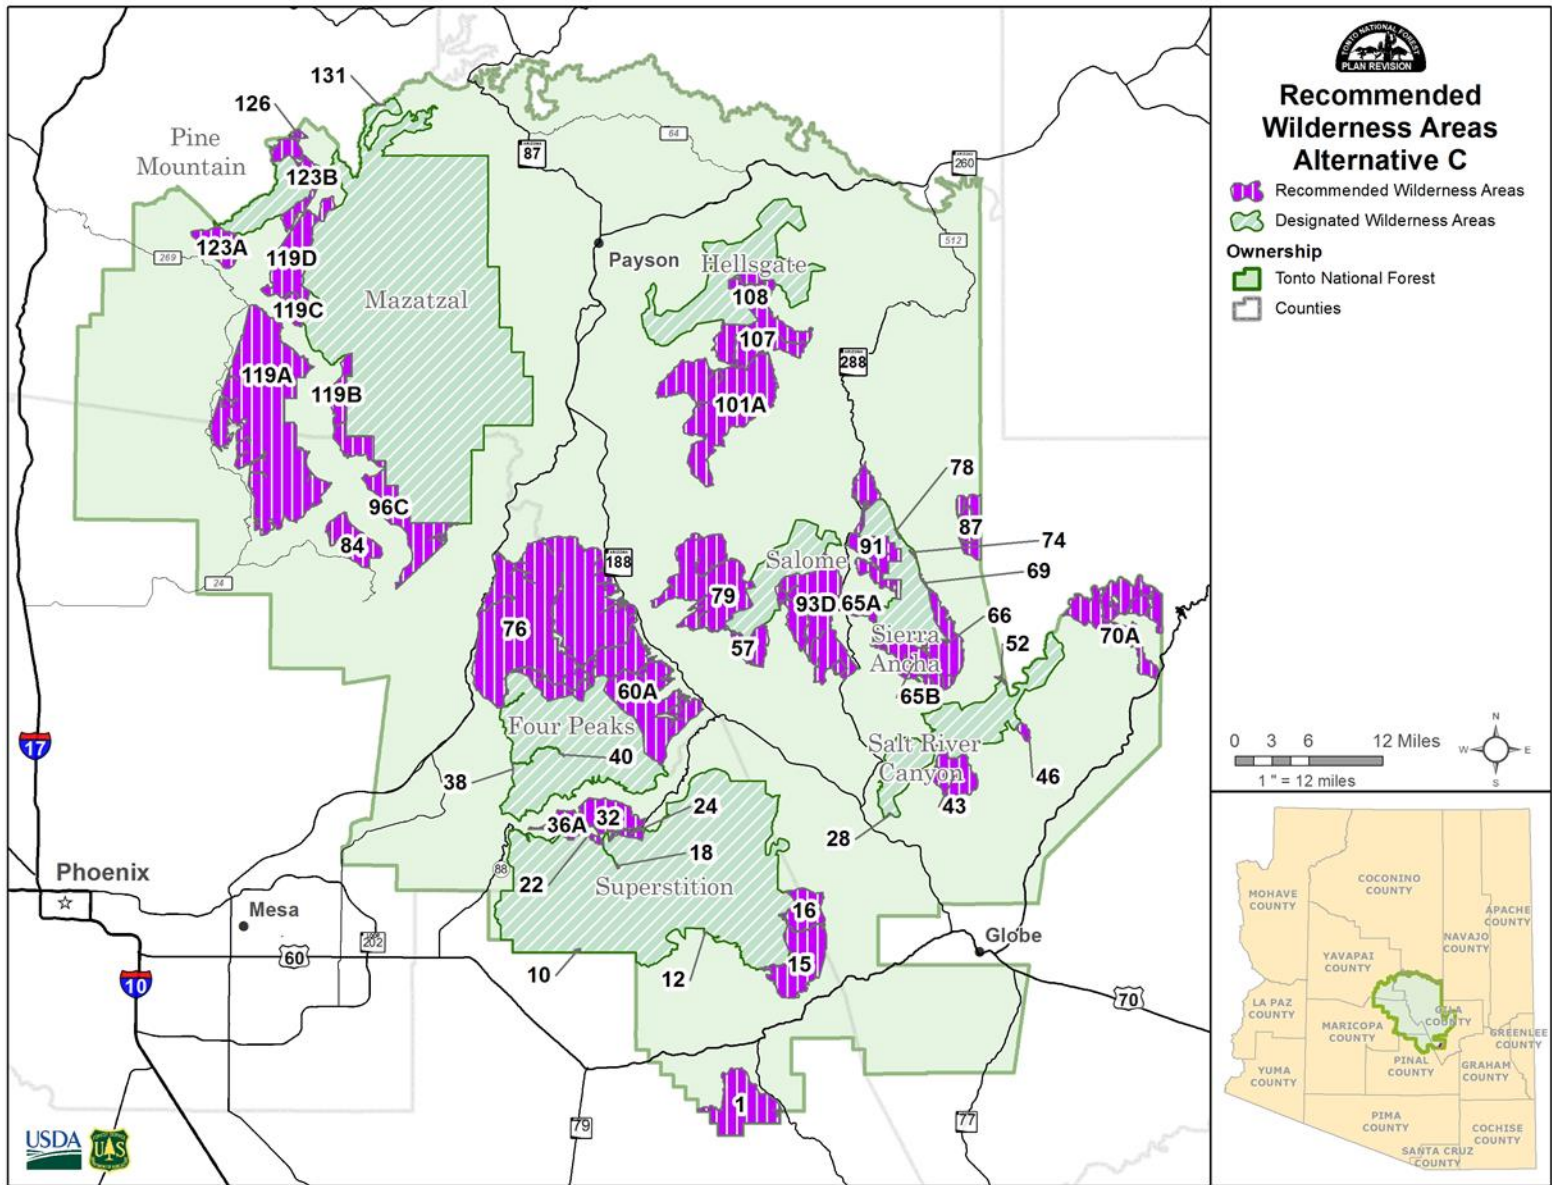 131
126
Pine
Mountain
123B
123A
119D
119C
119A
119B
Mazatzal
96C
84
87
64
260
269
512
Payson
Hellsgate
108
107
101A
288
78
87
91
74
69
Salome
188
79
93D
65A
66
76
57
Sierra
Ancha
52
70A
65B
60A
24
Four Peaks
40
38
Salt River
Canyon
46
43
17
28
36A
32
24
18
22
88
Superstition
Phoenix
Mesa
202
60
16
15
10
12
Globe
10
70
1
79
77
USDA
UAS
TONTO NATIONAL FOREST
PLAN REVISION
Recommended
Wilderness Areas
Alternative C
Recommended Wilderness Areas
Designated Wilderness Areas
Ownership
Tonto National Forest
Counties
N
W E
S
0 3 6 12 Miles
1 " = 12 miles
COCONINO
COUNTY
MOHAVE
COUNTY
APACHE
COUNTY
NAVAJO
COUNTY
YAVAPAI
COUNTY
LA PAZ
COUNTY
GILA
COUNTY
MARICOPA
COUNTY
GREENLEE
COUNTY
PINAL
COUNTY
GRAHAM
COUNTY
YUMA
COUNTY
PIMA
COUNTY
COCHISE
COUNTY
SANTA CRUZ
COUNTY